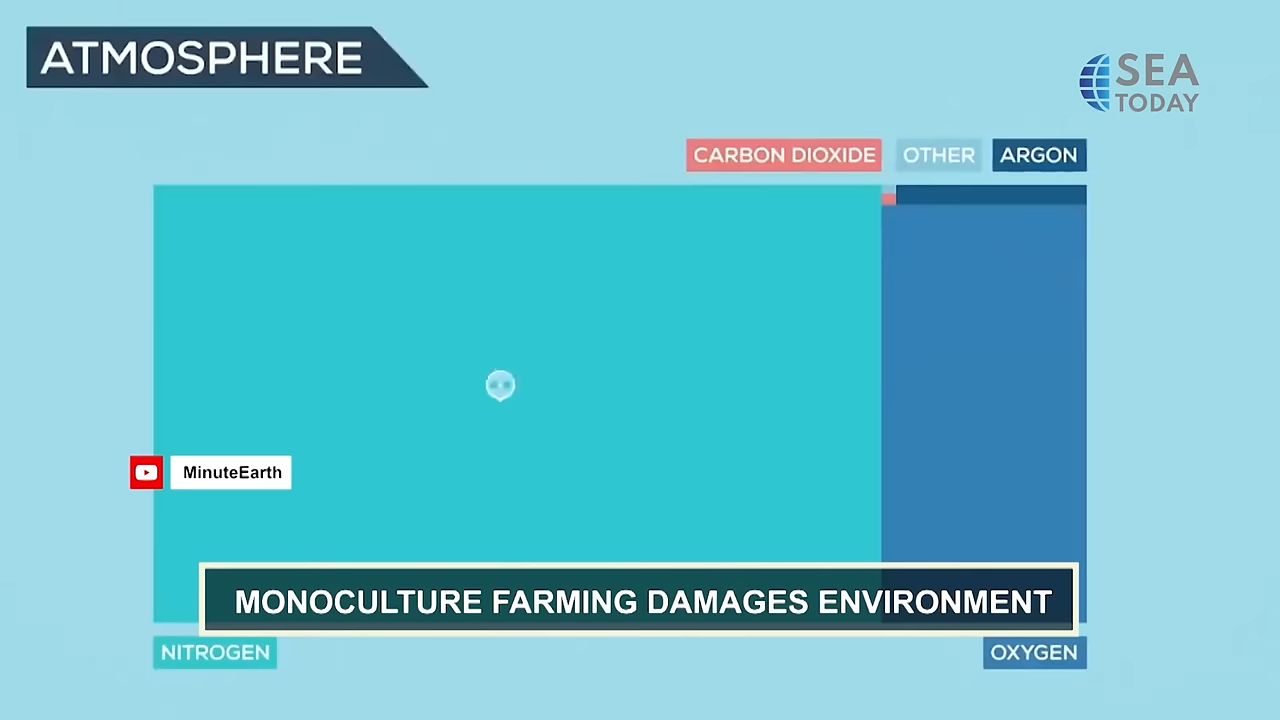 ATMOSPHERE
SEA
TODAY
CARBON DIOXIDE
OTHER
ARGON
MinuteEarth
MONOCULTURE FARMING DAMAGES ENVIRONMENT
NITROGEN
OXYGEN